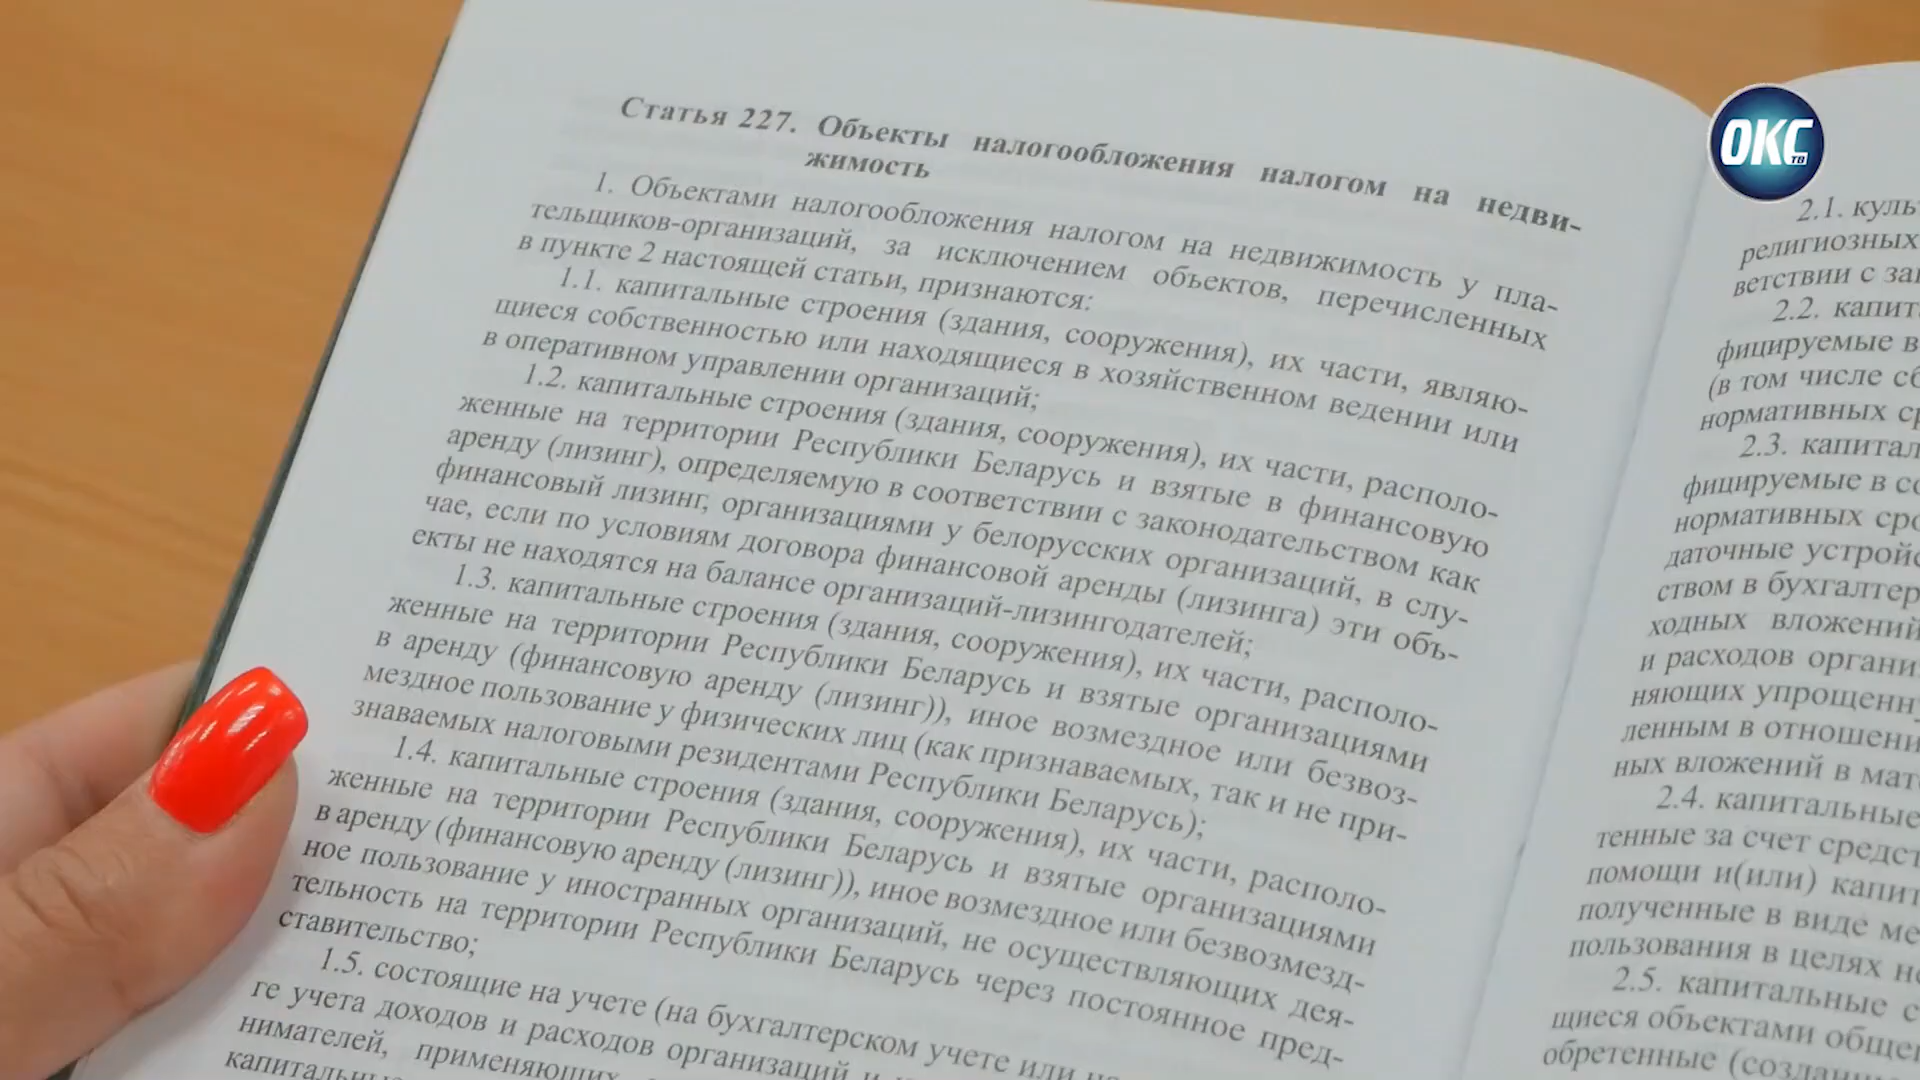 Статья 227. Объекты налогообложения налогом на недви-
жимость
1. Объектами налогообложения налогом на недвижимость у пла-
тельщиков-организаций, за исключением объектов, перечисленных
в пункте 2 настоящей статьи, признаются:
1.1. капитальные строения (здания, сооружения), их части, являю-
щиеся собственностью или находящиеся в хозяйственном ведении или
в оперативном управлении организаций;
1.2. капитальные строения (здания, сооружения), их части, располо-
женные на территории Республики Беларусь и взятые в финансовую
аренду (лизинг), определяемую в соответствии с законодательством как
финансовый лизинг, организациями у белорусских организаций, в слу-
чае, если по условиям договора финансовой аренды (лизинга) эти объ-
екты не находятся на балансе организаций-лизингодателей;
1.3. капитальные строения (здания, сооружения), их части, располо-
женные на территории Республики Беларусь и взятые организациями
в аренду (финансовую аренду (лизинг)), иное возмездное или безвоз-
мездное пользование у физических лиц (как признаваемых, так и не при-
знаваемых налоговыми резидентами Республики Беларусь);
1.4. капитальные строения (здания, сооружения), их части, располо-
женные на территории Республики Беларусь и взятые организациями
в аренду (финансовую аренду (лизинг)), иное возмездное или безвозмезд-
ное пользование у иностранных организаций, не осуществляющих дея-
тельность на территории Республики Беларусь через постоянное пред-
ставительство;
1.5. состоящие на учете (на бухгалтерском учете или
ге учета доходов и расходов организаций и
нимателей, применяющих
капитальны
ОКС ТВ
2.1. куль
религиозных
ветствии с за
2.2. капит
фицируемые в
(в том числе сб
нормативных ср
2.3. капитал
фицируемые в со
нормативных сро
даточные устройс
ством в бухгалтер
ходных вложений
и расходов органи
няющих упрощенну
ленным в отношени
ных вложений в мат
2.4. капитальные
тенные за счет средст
помощи и(или) капит
полученные в виде ме
пользования в целях не
2.5. капитальные с
щиеся объектами общег
обретенные (создан